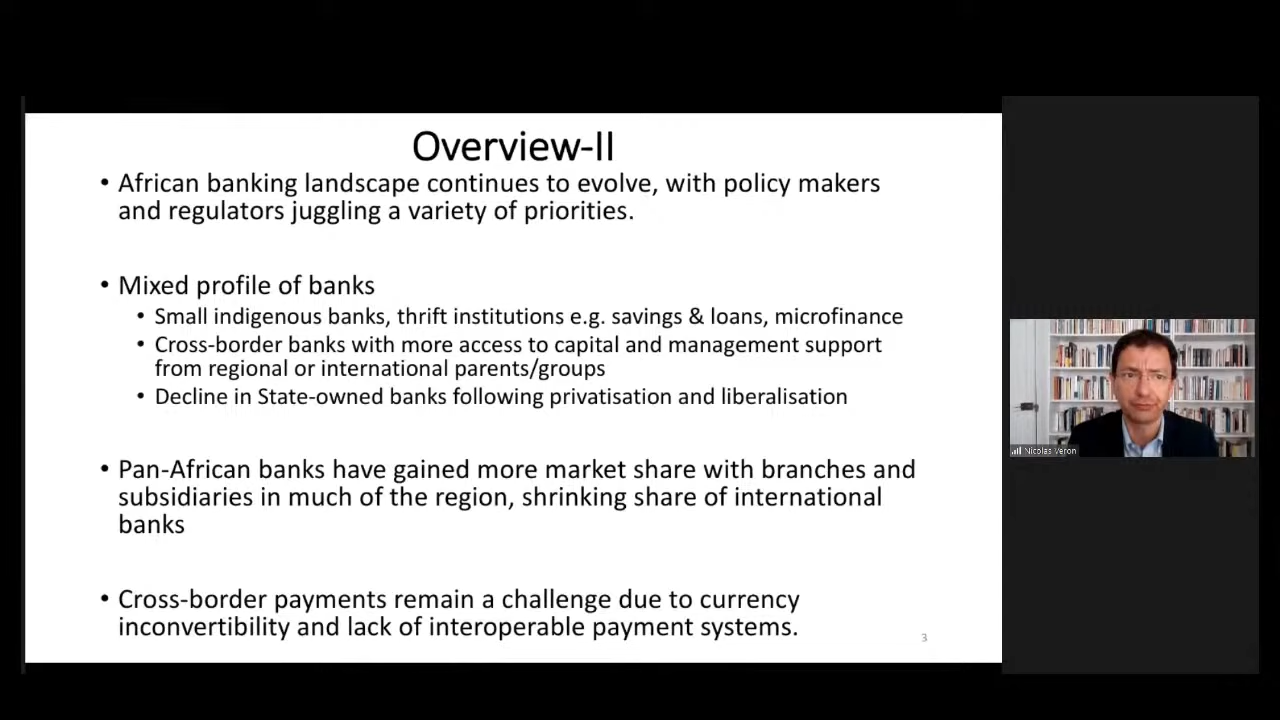 Overview-II
• African banking landscape continues to evolve, with policy makers
and regulators juggling a variety of priorities.
• Mixed profile of banks
• Small indigenous banks, thrift institutions e.g. savings & loans, microfinance
• Cross-border banks with more access to capital and management support
from regional or international parents/groups
• Decline in State-owned banks following privatisation and liberalisation
• Pan-African banks have gained more market share with branches and
subsidiaries in much of the region, shrinking share of international
banks
• Cross-border payments remain a challenge due to currency
inconvertibility and lack of interoperable payment systems.
3
Nicolas Veron